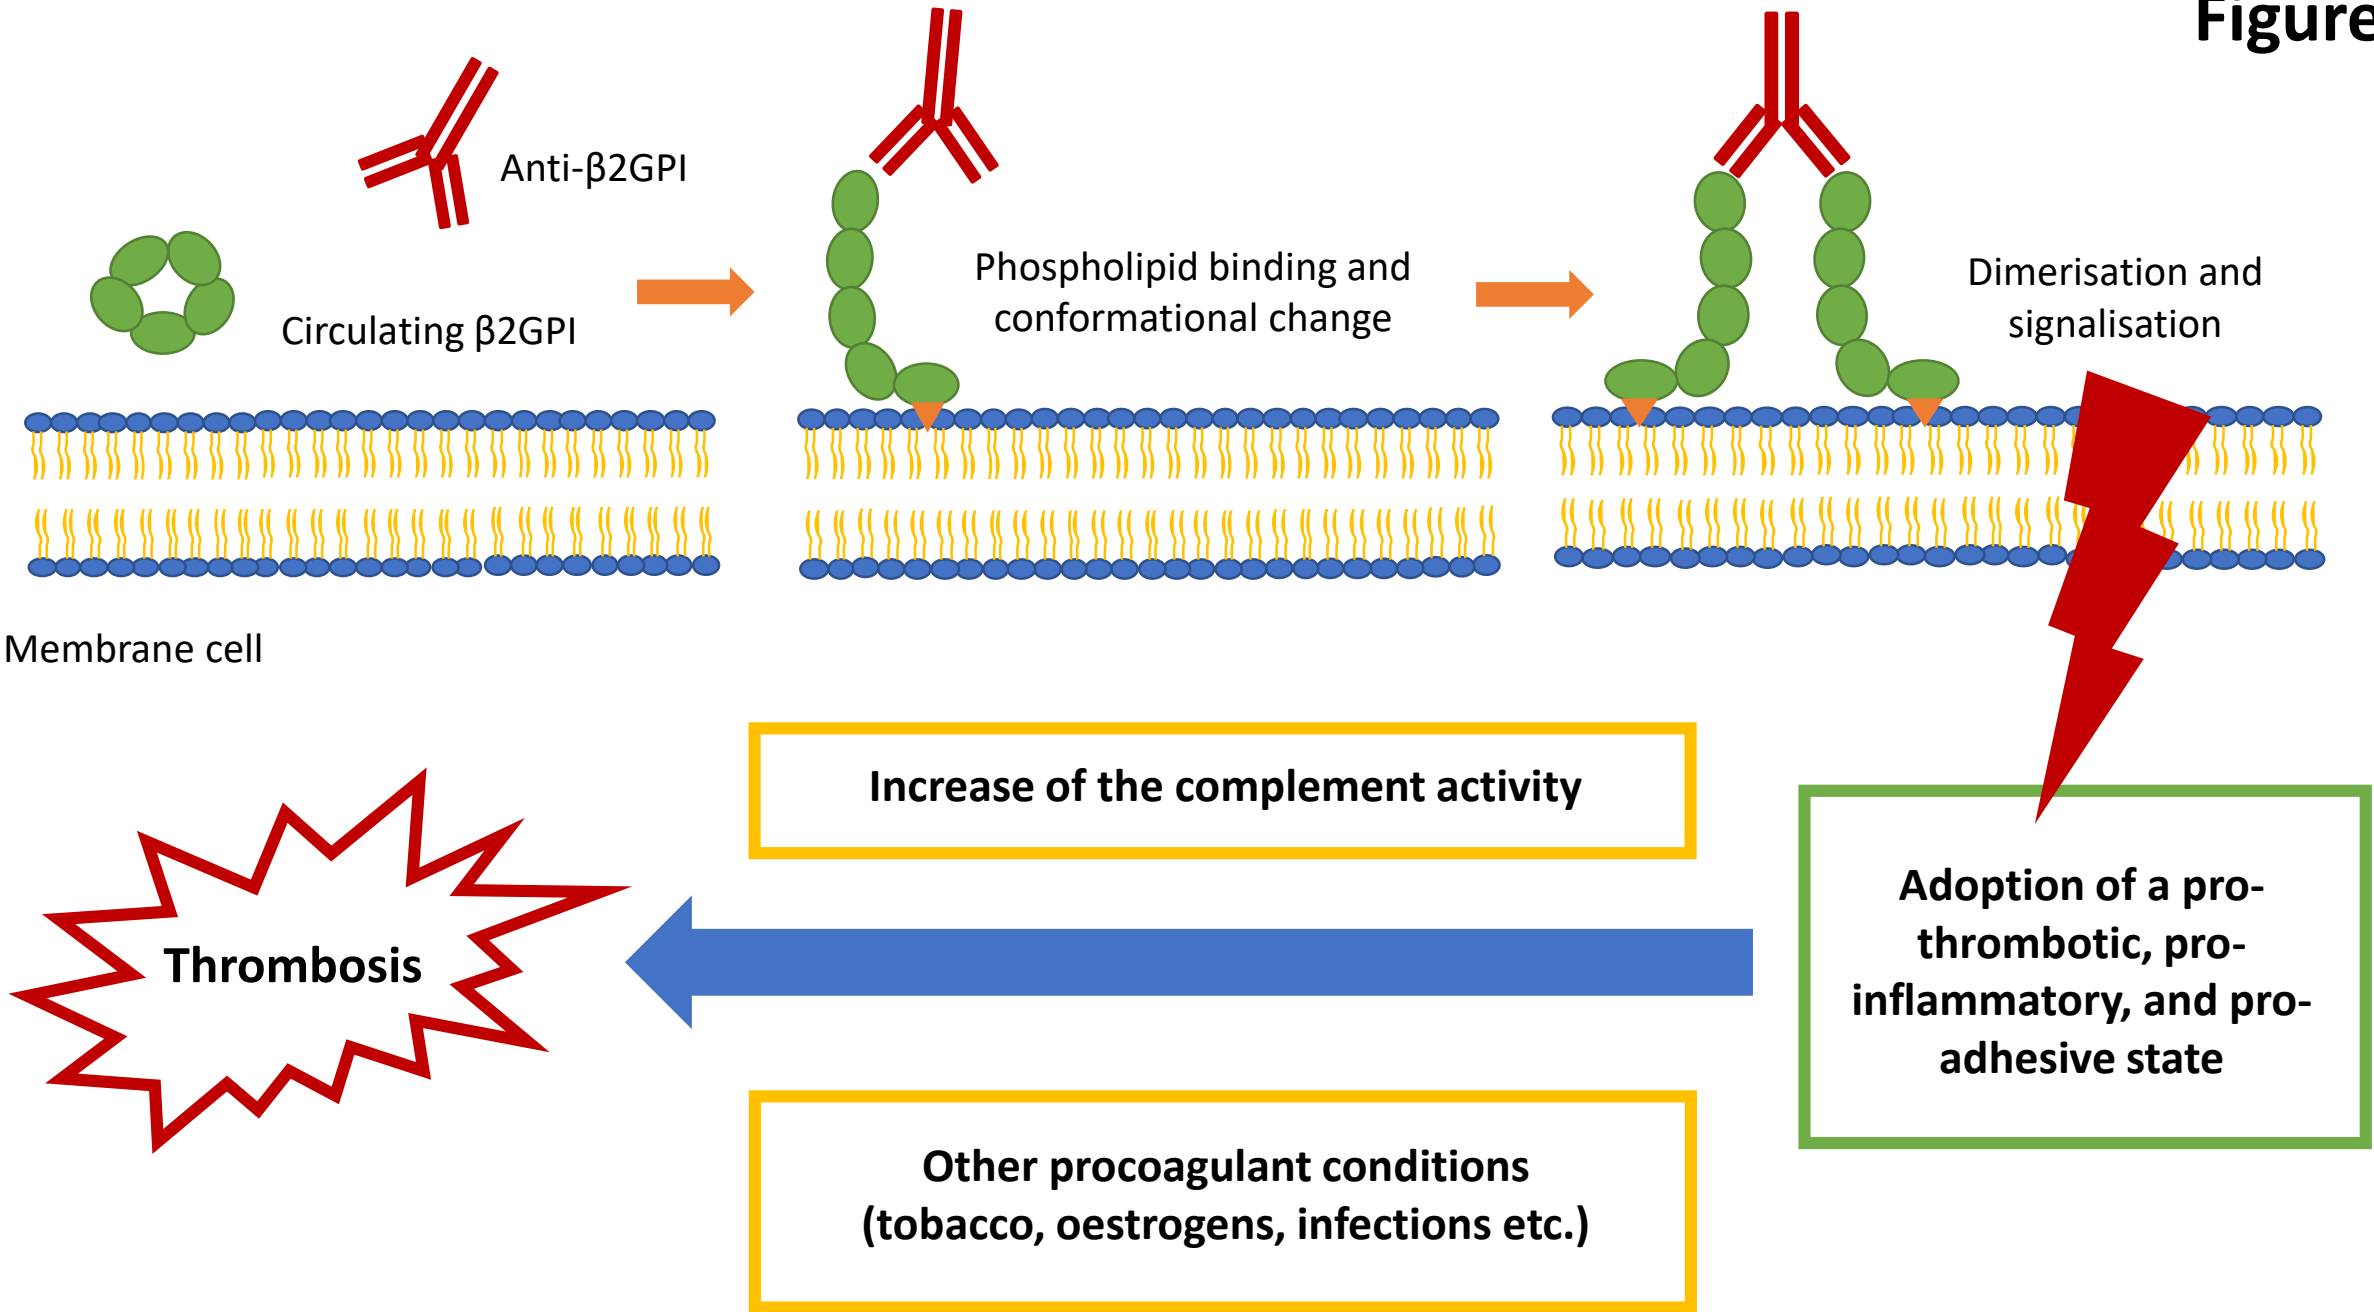 Figure
Anti-β2GPI
Circulating β2GPI
Phospholipid binding and
conformational change
Dimerisation and
signalisation
Membrane cell
Increase of the complement activity
Adoption of a pro-
thrombotic, pro-
inflammatory, and pro-
adhesive state
Thrombosis
Other procoagulant conditions
(tobacco, oestrogens, infections etc.)